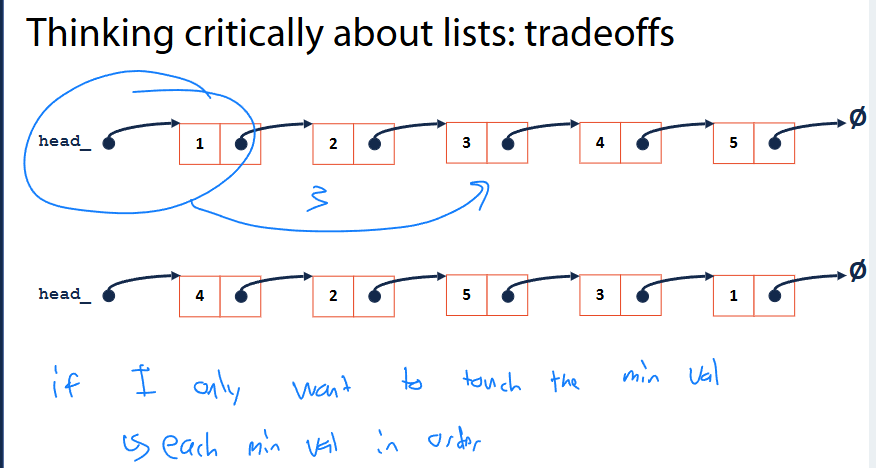 Thinking critically about lists: tradeoffs
head_ 1 2 3 4 5 Ø
3
head_ 4 2 5 3 1 Ø
if I only want to touch the min val
↳ each min val in order